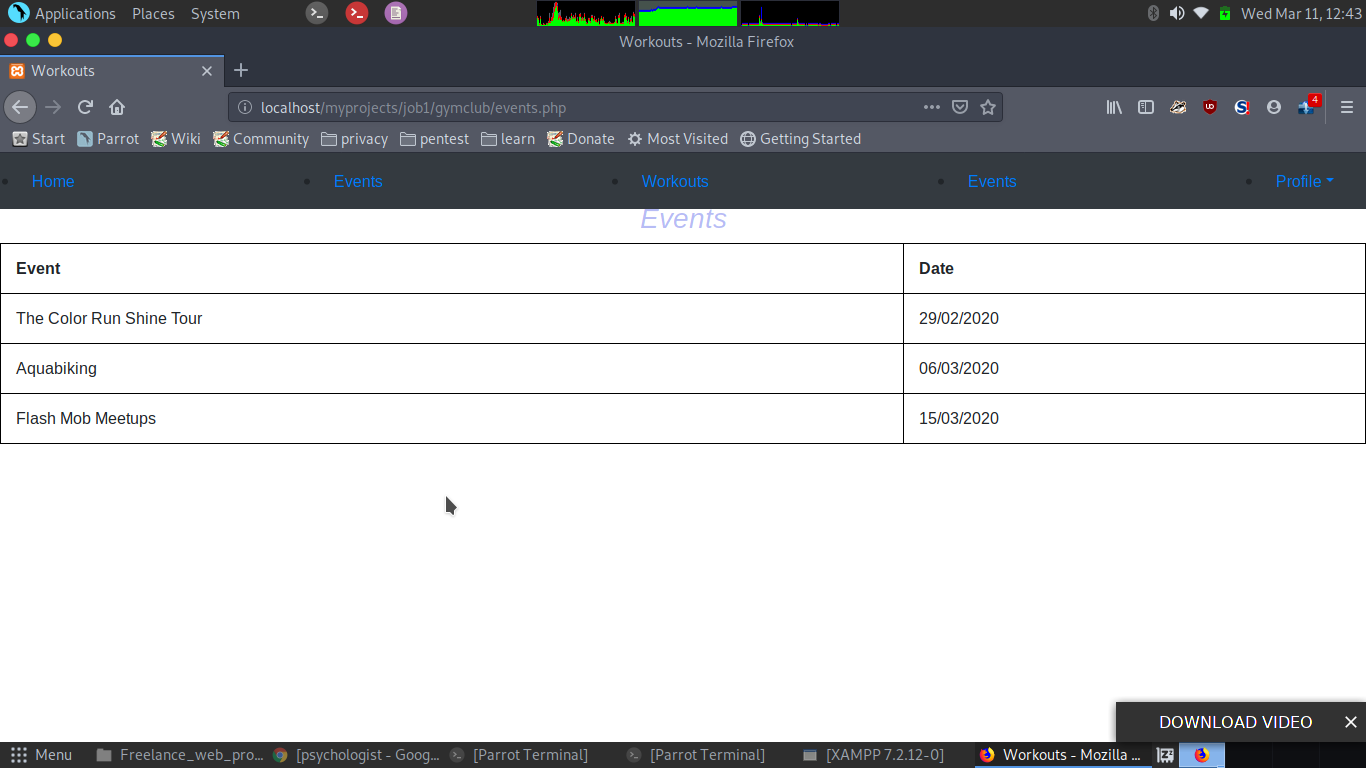 Applications Places System Wed Mar 11, 12:43
Workouts - Mozilla Firefox
Workouts
localhost/myprojects/job1/gymclub/events.php 4
Start Parrot Wiki Community privacy pentest learn Donate Most Visited Getting Started
Home Events Workouts Events Profile
Events
Event Date
The Color Run Shine Tour 29/02/2020
Aquabiking 06/03/2020
Flash Mob Meetups 15/03/2020
DOWNLOAD VIDEO
Menu Freelance_web_pro... [psychologist - Goog... [Parrot Terminal] [Parrot Terminal] [XAMPP 7.2.12-0] Workouts - Mozilla ...